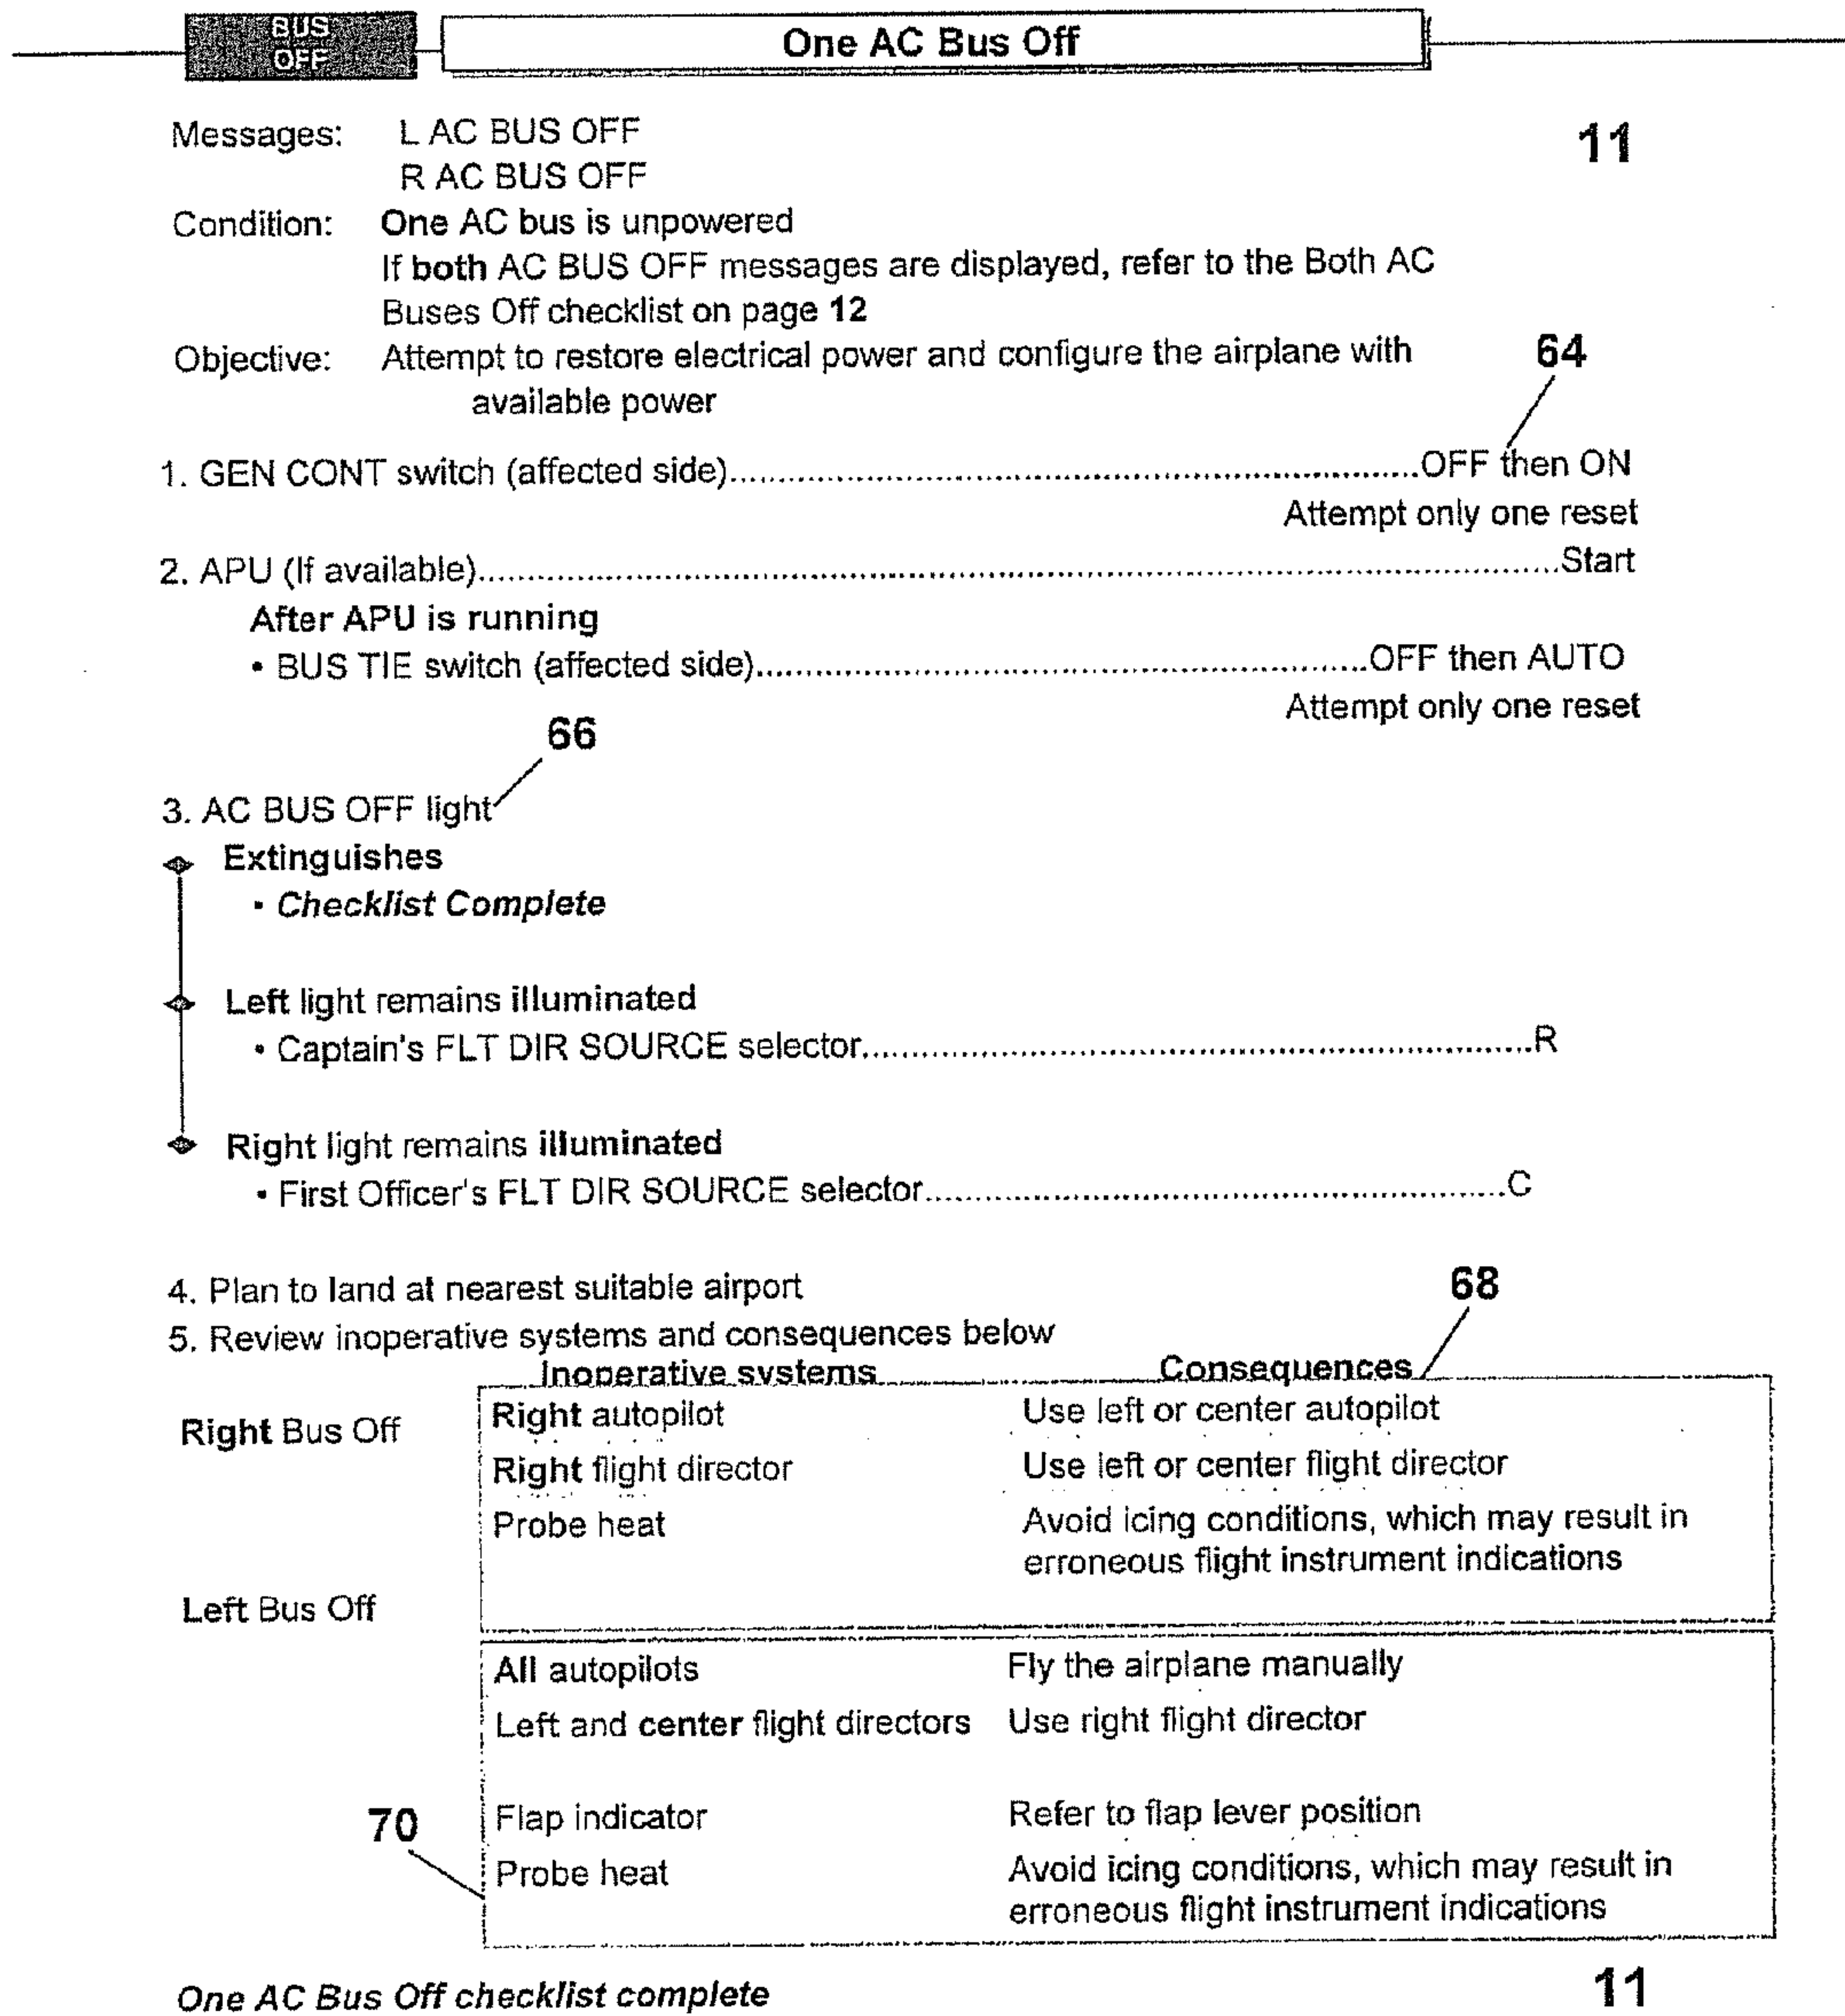 BUS
OFF
One AC Bus Off
Messages: L AC BUS OFF
11
R AC BUS OFF
Condition: One AC bus is unpowered
If both AC BUS OFF messages are displayed, refer to the Both AC
Buses Off checklist on page 12
Objective: Attempt to restore electrical power and configure the airplane with
64
available power
1. GEN CONT switch (affected side)......OFF then ON
Attempt only one reset
2. APU (If available)......Start
After APU is running
• BUS TIE switch (affected side)......OFF then AUTO
Attempt only one reset
66
3. AC BUS OFF light
Extinguishes
• Checklist Complete
Left light remains illuminated
• Captain's FLT DIR SOURCE selector......R
Right light remains illuminated
• First Officer's FLT DIR SOURCE selector......C
4. Plan to land at nearest suitable airport
68
5. Review inoperative systems and consequences below
Inoperative systems Consequences
Right Bus Off Right autopilot Use left or center autopilot
Right flight director Use left or center flight director
Probe heat Avoid icing conditions, which may result in
erroneous flight instrument indications
Left Bus Off
All autopilots Fly the airplane manually
Left and center flight directors Use right flight director
70 Flap indicator Refer to flap lever position
Probe heat Avoid icing conditions, which may result in
erroneous flight instrument indications
One AC Bus Off checklist complete 11